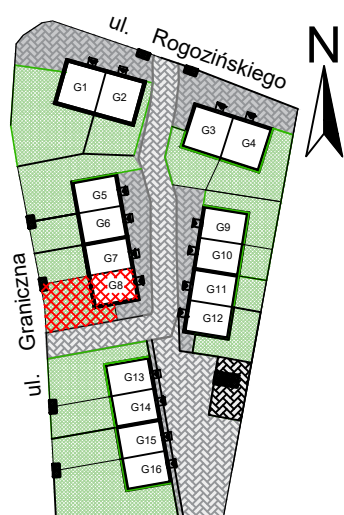 ul. Rogozińskiego
N
G1
G2
G3
G4
G5
G6
G7
G8
G9
G10
G11
G12
ul. Graniczna
G13
G14
G15
G16